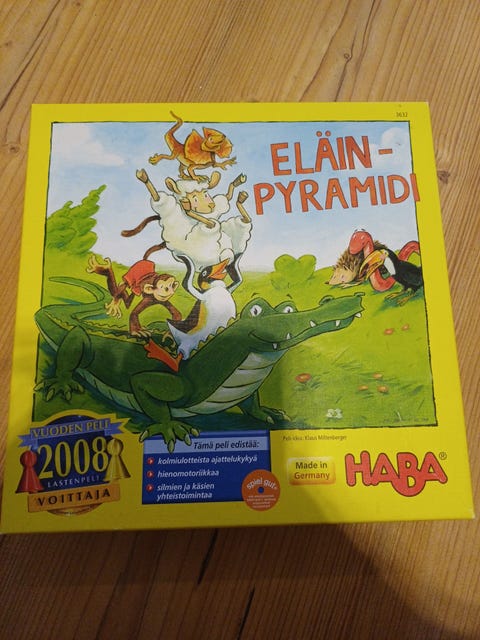 3632
ELÄIN-
PYRAMIDI
VUODEN PELI
2008
LASTENPELI
VOITTAJA
Tämä peli edistää:
kolmiulotteista ajattelukykyä
hienomotoriikkaa
silmien ja käsien
yhteistoimintaa
Peli-idea: Klaus Miltenberger
spiel gut
Made in
Germany
HABA®